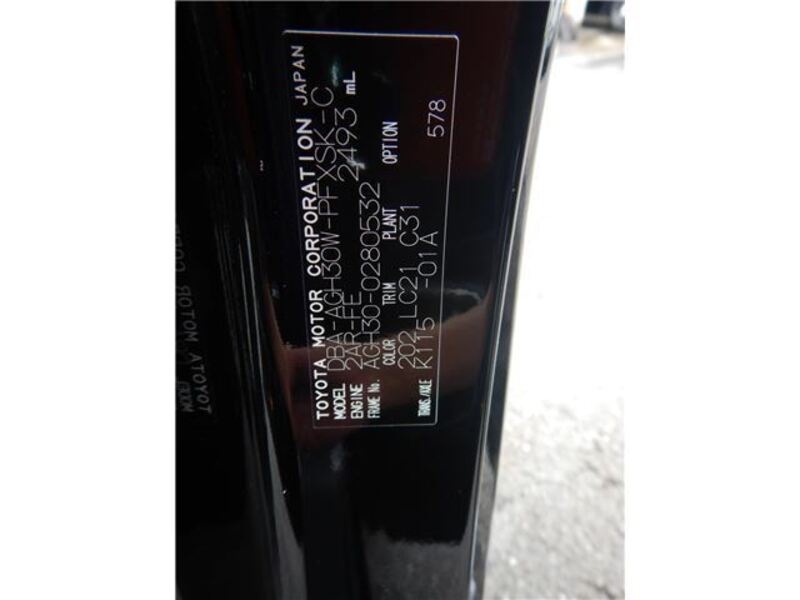 TOYOTA MOTOR CORPORATION JAPAN
MODEL DBA-AGH30W-PFXSK-C
ENGINE 2AR-FE 2493 mL
FRAME No. AGH30-0280532
COLOR TRIM PLANT OPTION
202 LC21 C31
TRANS./AXLE K115 -01A 578